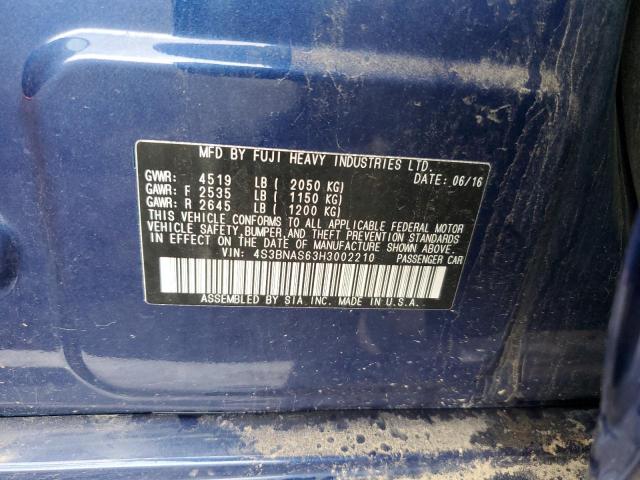 MFD BY FUJI HEAVY INDUSTRIES LTD.
GVWR: 4519 LB ( 2050 KG) DATE: 06/16
GAWR: F 2535 LB ( 1150 KG)
GAWR: R 2645 LB ( 1200 KG)
THIS VEHICLE CONFORMS TO ALL APPLICABLE FEDERAL MOTOR
VEHICLE SAFETY, BUMPER, AND THEFT PREVENTION STANDARDS
IN EFFECT ON THE DATE OF MANUFACTURE SHOWN ABOVE.
VIN: 4S3BNAS63H3002210 PASSENGER CAR
ASSEMBLED BY SIA, INC. MADE IN U.S.A.